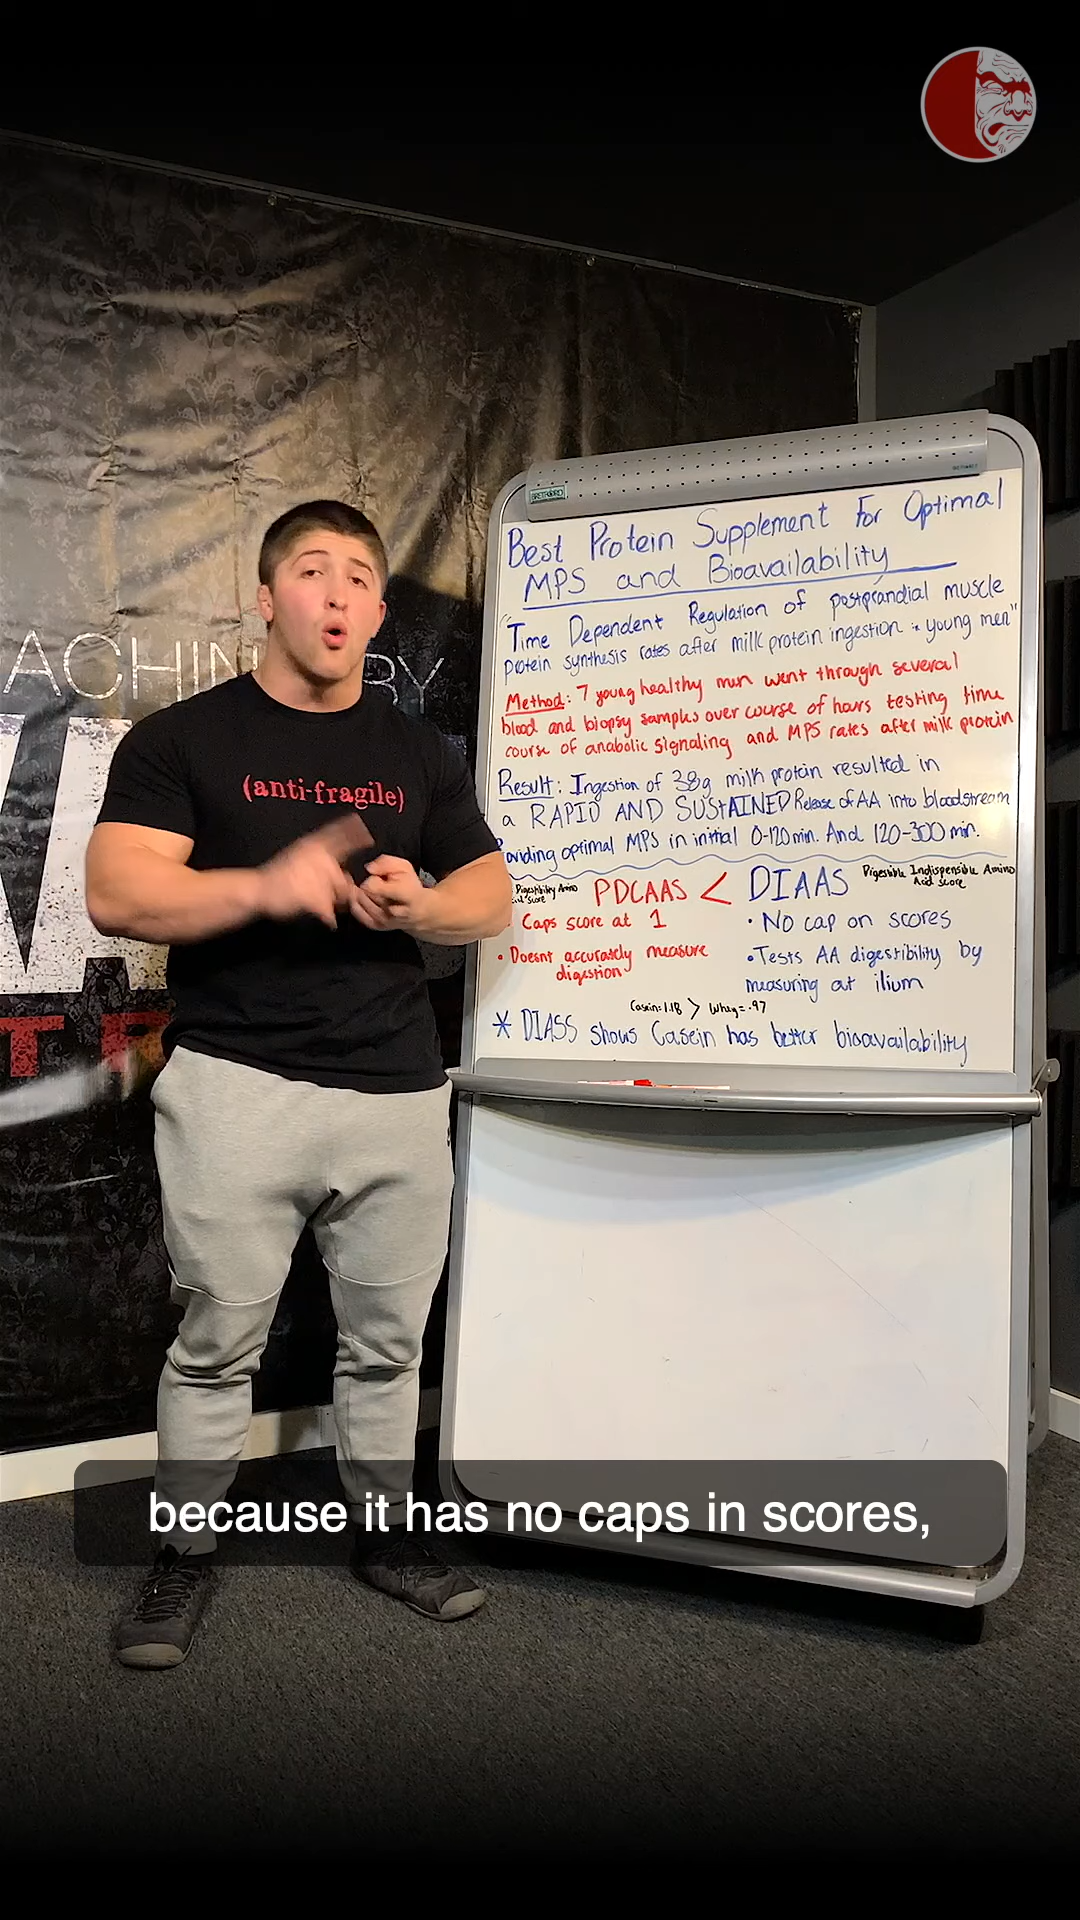 ACHIN BY
(anti-fragile)
BRETFORD
Best Protein Supplement For Optimal
MPS and Bioavailability
"Time Dependent Regulation of postprandial muscle
protein synthesis rates after milk protein ingestion in young men"
Method: 7 young healthy men went through several
blood and biopsy samples over course of hours testing time
course of anabolic signaling and MPS rates after milk protein
Result: Ingestion of 38g milk protein resulted in
a RAPID AND SUSTAINED Release of AA into bloodstream
oviding optimal MPS in initial 0-120min. And 120-300 min.
Digestibility Amino
Score
PDCAAS < DIAAS
Digestible Indispensible Amino
Acid score
Caps score at 1
• Doesnt accurately measure
digestion
• No cap on scores
• Tests AA digestibility by
measuring at ilium
Casein=1.18 > Whey=.97
* DIASS shows Casein has better bioavailability
because it has no caps in scores,